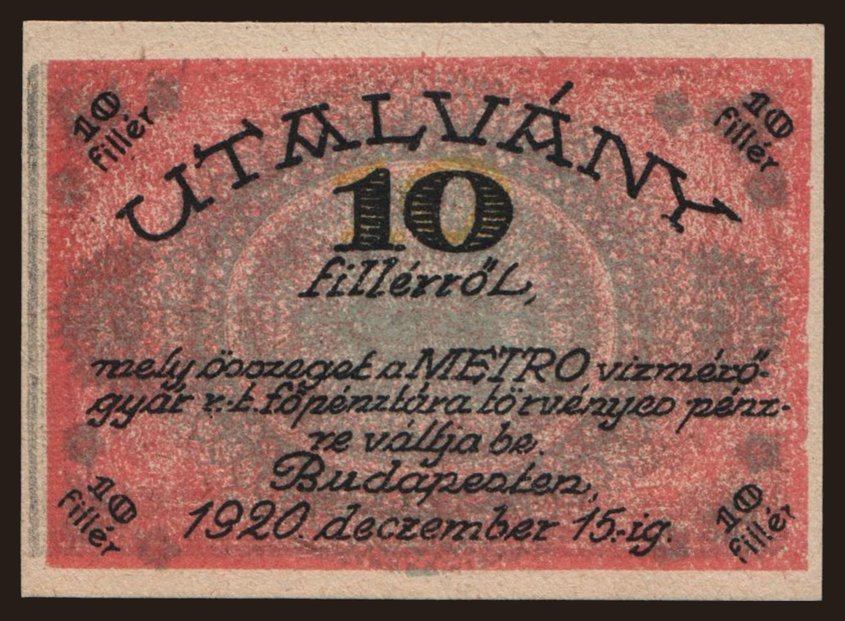 10 fillér
10 fillér
UTALVÁNY
10
fillérről,
mely összeget a METRO vizmérő-
gyár r.-t. főpénztára törvényes pénz-
re váltja be.
Budapesten,
1920. deczember 15.-ig.
10 fillér
10 fillér